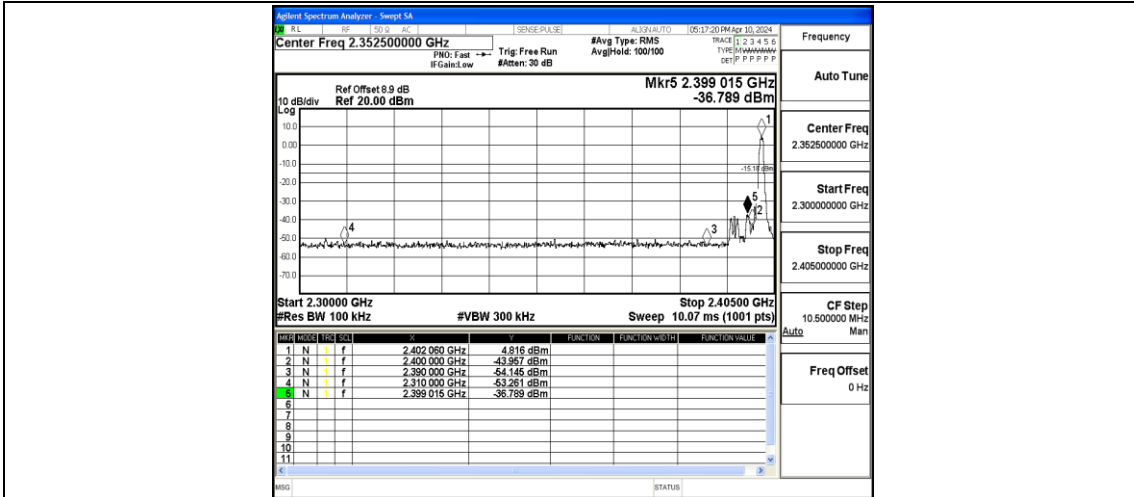 Agilent Spectrum Analyzer - Swept SA
RL RF 50 Ω AC SENSE:PULSE ALIGNAUTO 05:17:20 PM Apr 10, 2024
Center Freq 2.352500000 GHz
PNO: Fast
IFGain:Low
Trig: Free Run
#Atten: 30 dB
#Avg Type: RMS
Avg|Hold: 100/100
TRACE 1 2 3 4 5 6
TYPE
DET P P P P P P
Frequency
Mkr5 2.399 015 GHz
-36.789 dBm
Ref Offset 8.9 dB
10 dB/div Ref 20.00 dBm
Log
10.0
0.00
-10.0
-20.0
-30.0
-40.0
-50.0
-60.0
-70.0
1
5
2
3
4
Start 2.30000 GHz Stop 2.40500 GHz
#Res BW 100 kHz #VBW 300 kHz Sweep 10.07 ms (1001 pts)
MKR MODE TRC SCL X Y FUNCTION FUNCTION WIDTH FUNCTION VALUE
1 N 1 f 2.402 060 GHz 4.816 dBm
2 N 1 f 2.400 000 GHz -43.957 dBm
3 N 1 f 2.390 000 GHz -54.145 dBm
4 N 1 f 2.310 000 GHz -53.261 dBm
5 N 1 f 2.399 015 GHz -36.789 dBm
6
7
8
9
10
11
MSG STATUS
Auto Tune
Center Freq
2.352500000 GHz
Start Freq
2.300000000 GHz
Stop Freq
2.405000000 GHz
CF Step
10.500000 MHz
Auto Man
Freq Offset
0 Hz